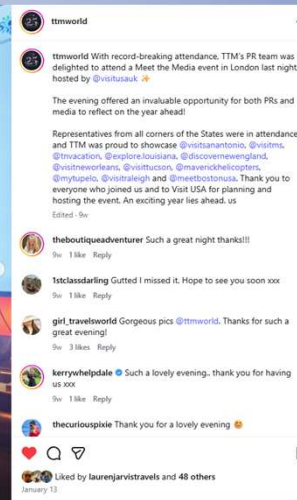 ttmworld
ttmworld With record-breaking attendance, TTM's PR team was
delighted to attend a Meet the Media event in London last night,
hosted by @visitusauk ✨
The evening offered an invaluable opportunity for both PRs and
media to reflect on the year ahead!
Representatives from all corners of the States were in attendance
and TTM was proud to showcase @visitsanantonio, @visitms,
@tnvacation, @explore.louisiana, @discovernewengland,
@visitneworleans, @visittucson, @maverickhelicopters,
@mytupelo, @visitraleigh and @meetbostonusa. Thank you to
everyone who joined us and to Visit USA for planning and
hosting the event. An exciting year lies ahead. us
Edited · 9w
theboutiqueadventurer Such a great night thanks!!!
9w 1 like Reply
1stclassdarling Gutted I missed it. Hope to see you soon xxx
9w 1 like Reply
girl_travelsworld Gorgeous pics @ttmworld. Thanks for such a
great evening!
9w 3 likes Reply
kerrywhelpdale Such a lovely evening.. thank you for having
us xxx
9w 1 like Reply
thecuriouspixie Thank you for a lovely evening 😊
Liked by laurenjarvistravels and 48 others
January 13